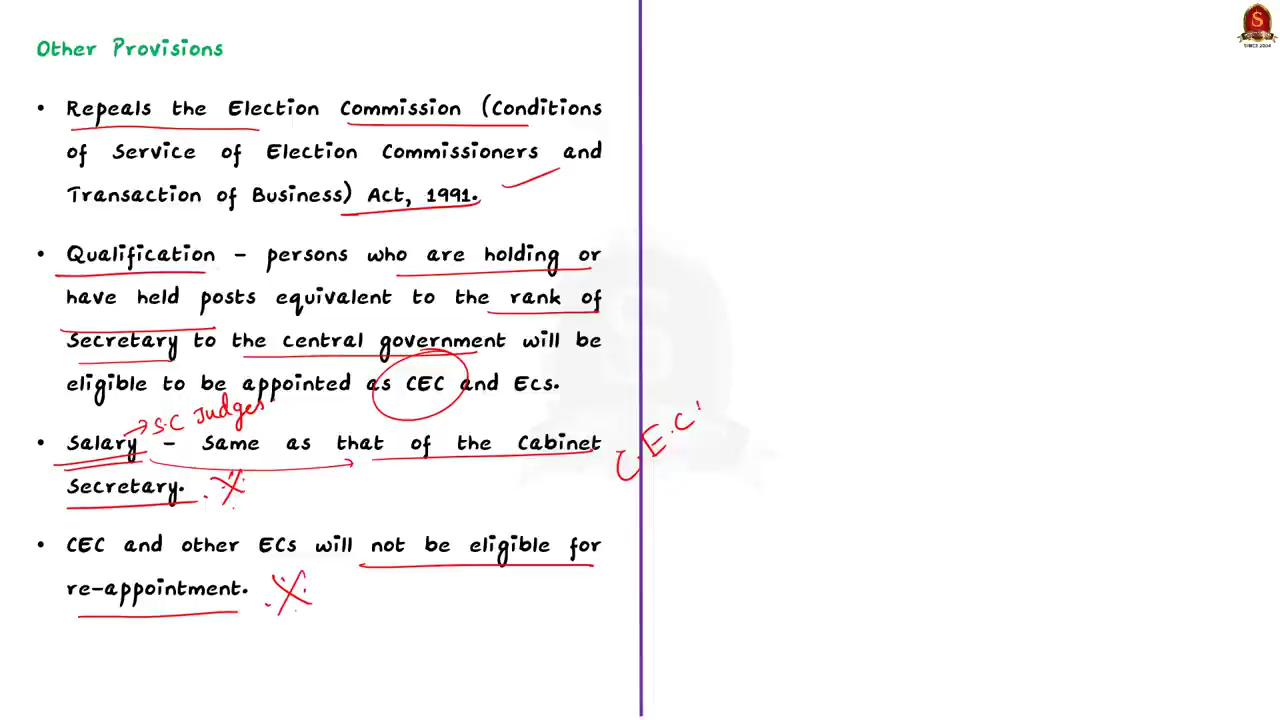 Other Provisions
• Repeals the Election Commission (Conditions
of Service of Election Commissioners and
Transaction of Business) Act, 1991.
• Qualification – persons who are holding or
have held posts equivalent to the rank of
Secretary to the central government will be
eligible to be appointed as CEC and Ecs.
S.C Judges
• Salary – Same as that of the Cabinet
Secretary.
C.E.C'
• CEC and other ECs will not be eligible for
re-appointment.
S
SINCE 2004